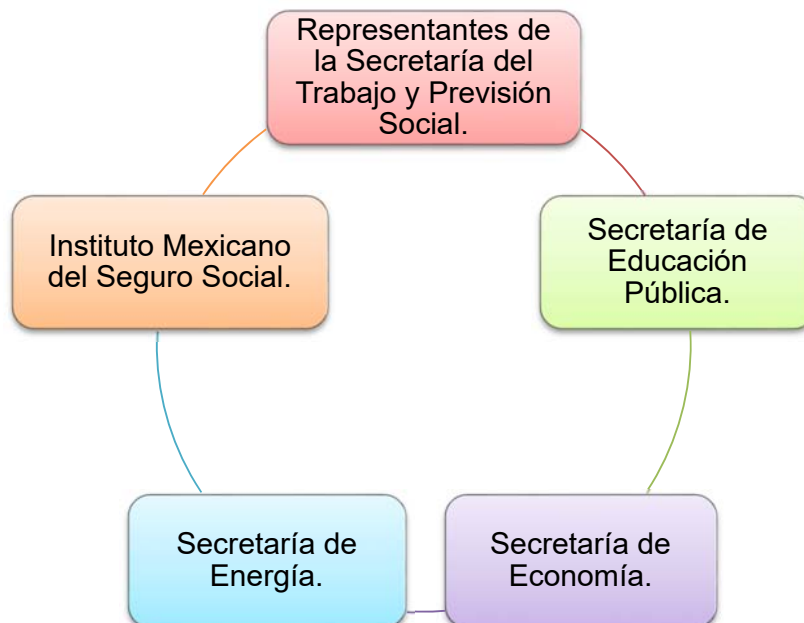 Representantes de
la Secretaría del
Trabajo y Previsión
Social.
Instituto Mexicano
del Seguro Social.
Secretaría de
Educación
Pública.
Secretaría de
Energía.
Secretaría de
Economía.